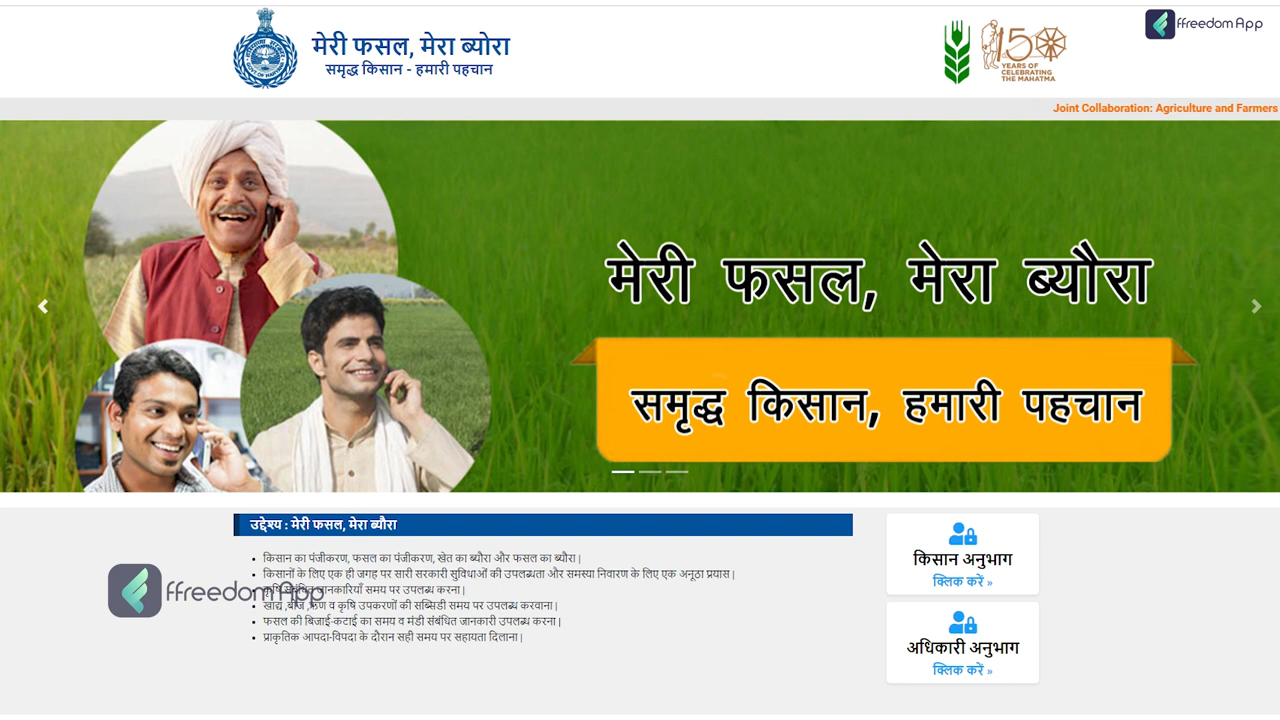 मेरी फसल, मेरा ब्योरा
समृद्ध किसान - हमारी पहचान
150
YEARS OF
CELEBRATING
THE MAHATMA
ffreedom App
Joint Collaboration: Agriculture and Farmers
मेरी फसल, मेरा ब्यौरा
समृद्ध किसान, हमारी पहचान
उद्देश्य : मेरी फसल, मेरा ब्यौरा
किसान का पंजीकरण, फसल का पंजीकरण, खेत का ब्यौरा और फसल का ब्यौरा |
किसानों के लिए एक ही जगह पर सारी सरकारी सुविधाओं की उपलब्धता और समस्या निवारण के लिए एक अनूठा प्रयास |
कृषि संबंधित जानकारियाँ समय पर उपलब्ध करना |
खाद्य ,बीज ,ऋण व कृषि उपकरणों की सब्सिडी समय पर उपलब्ध करवाना |
फसल की बिजाई-कटाई का समय व मंडी संबंधित जानकारी उपलब्ध करना |
प्राकृतिक आपदा-विपदा के दौरान सही समय पर सहायता दिलाना |
ffreedom App
किसान अनुभाग
क्लिक करें »
अधिकारी अनुभाग
क्लिक करें »